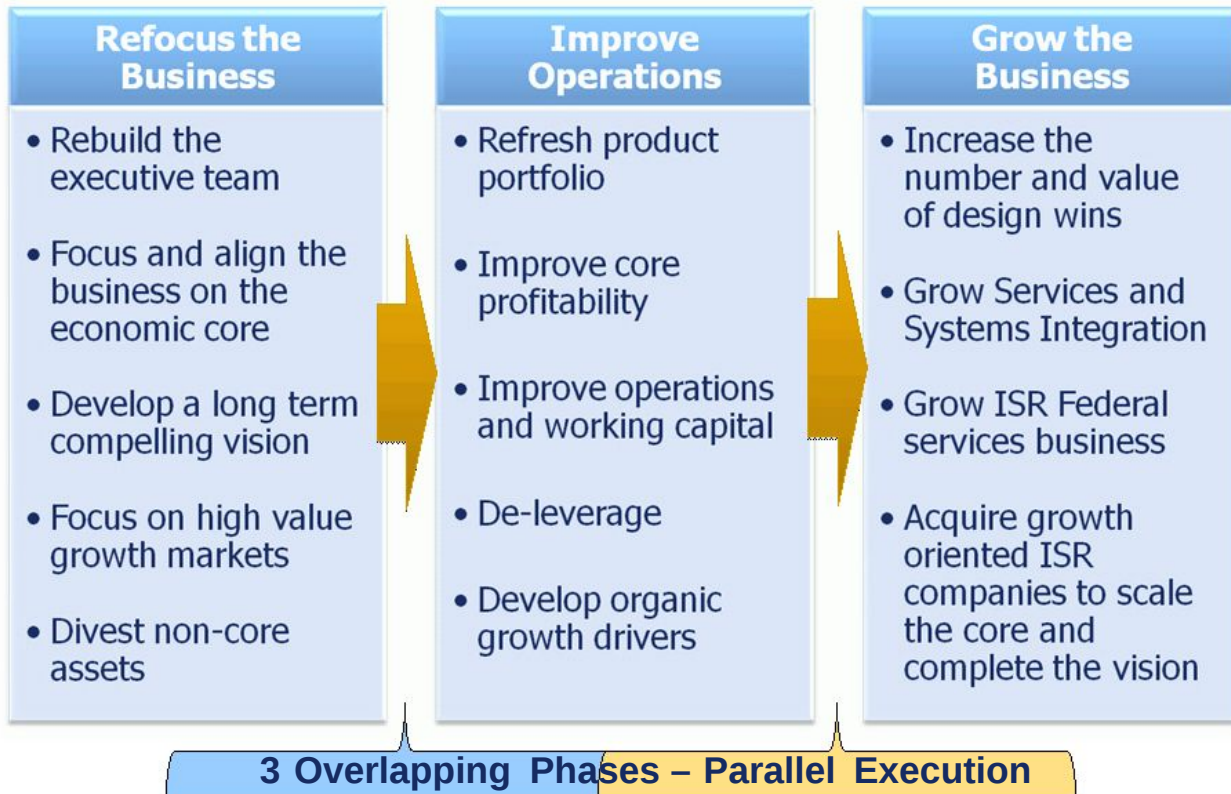 Refocus the
Business
• Rebuild the
executive team
• Focus and align the
business on the
economic core
• Develop a long term
compelling vision
• Focus on high value
growth markets
• Divest non-core
assets
Improve
Operations
• Refresh product
portfolio
• Improve core
profitability
• Improve operations
and working capital
• De-leverage
• Develop organic
growth drivers
Grow the
Business
• Increase the
number and value
of design wins
• Grow Services and
Systems Integration
• Grow ISR Federal
services business
• Acquire growth
oriented ISR
companies to scale
the core and
complete the vision
3 Overlapping Phases – Parallel Execution